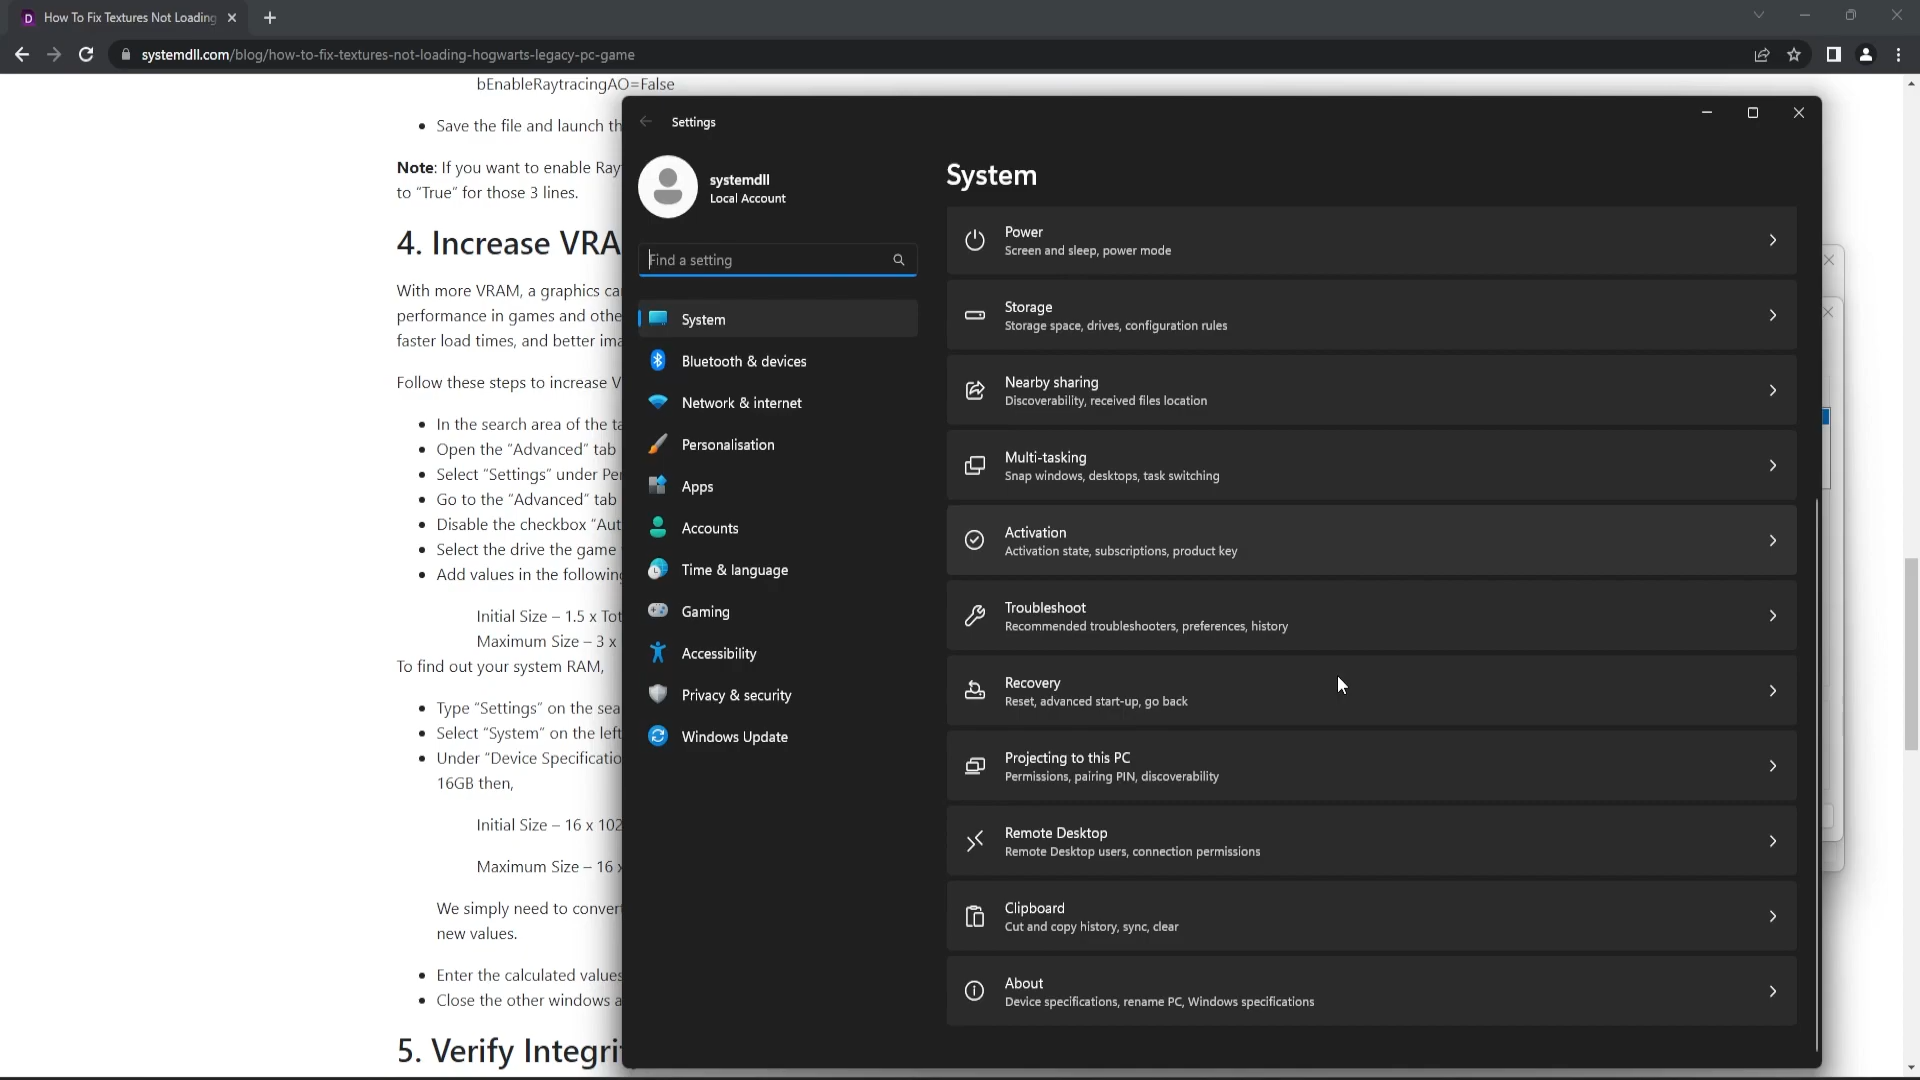 How To Fix Textures Not Loading
systemdll.com/blog/how-to-fix-textures-not-loading-hogwarts-legacy-pc-game
bEnableRaytracingAO=False
Save the file and launch th
Note: If you want to enable Ray
to “True” for those 3 lines.
4. Increase VRA
With more VRAM, a graphics ca
performance in games and othe
faster load times, and better ima
Follow these steps to increase V
In the search area of the ta
Open the “Advanced” tab
Select “Settings” under Per
Go to the “Advanced” tab
Disable the checkbox “Aut
Select the drive the game
Add values in the following
Initial Size – 1.5 x Tot
Maximum Size – 3 x
To find out your system RAM,
Type “Settings” on the sea
Select “System” on the left
Under “Device Specificatio
16GB then,
Initial Size – 16 x 102
Maximum Size – 16 x
We simply need to convert
new values.
Enter the calculated values
Close the other windows a
5. Verify Integri
Settings
systemdll
Local Account
Find a setting
System
Bluetooth & devices
Network & internet
Personalisation
Apps
Accounts
Time & language
Gaming
Accessibility
Privacy & security
Windows Update
System
Power
Screen and sleep, power mode
Storage
Storage space, drives, configuration rules
Nearby sharing
Discoverability, received files location
Multi-tasking
Snap windows, desktops, task switching
Activation
Activation state, subscriptions, product key
Troubleshoot
Recommended troubleshooters, preferences, history
Recovery
Reset, advanced start-up, go back
Projecting to this PC
Permissions, pairing PIN, discoverability
Remote Desktop
Remote Desktop users, connection permissions
Clipboard
Cut and copy history, sync, clear
About
Device specifications, rename PC, Windows specifications